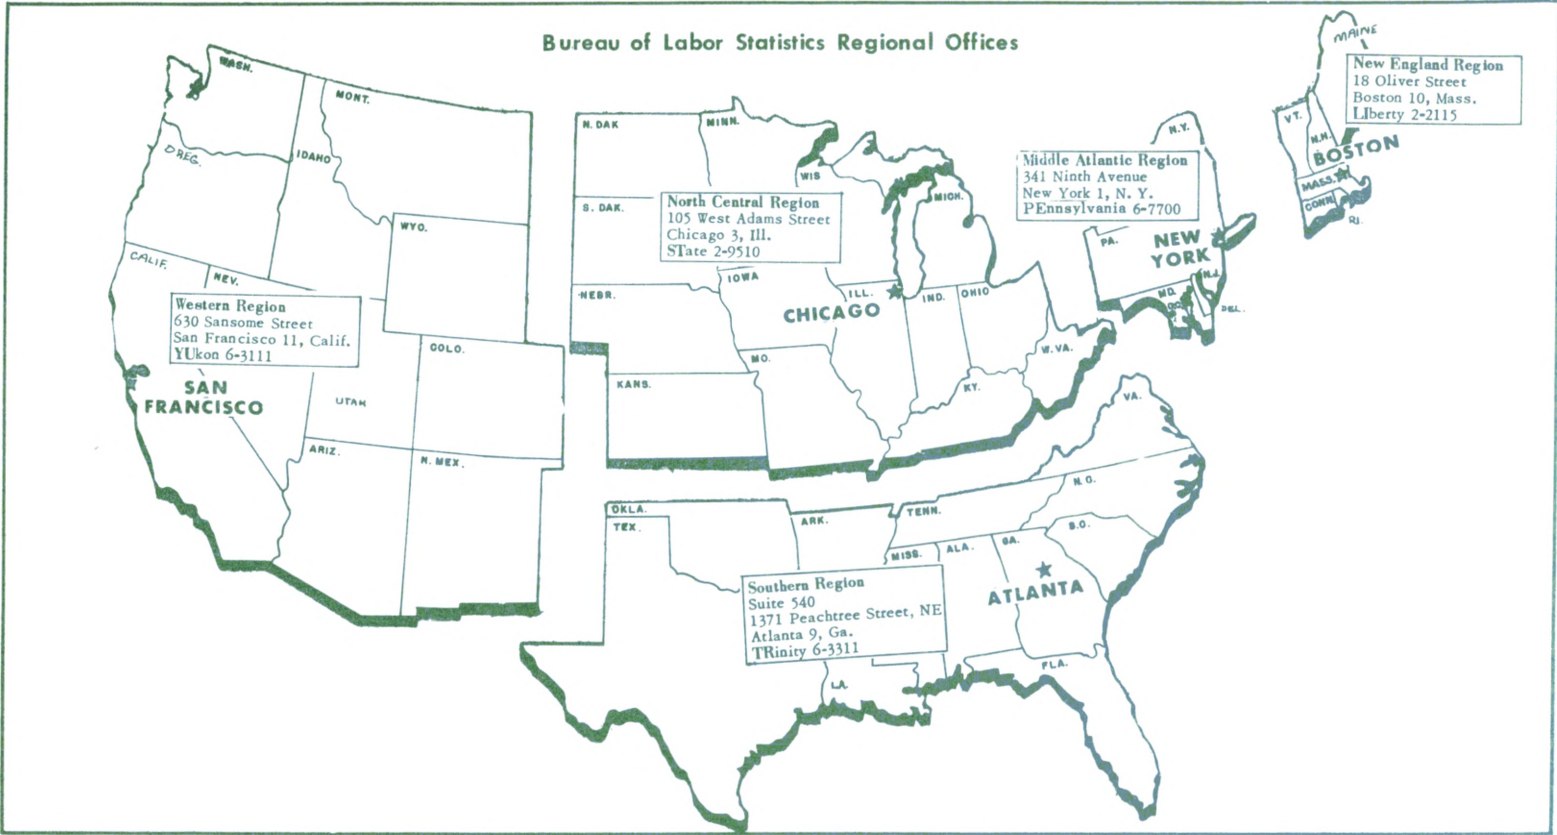 Bureau of Labor Statistics Regional Offices
MAINE
New England Region
18 Oliver Street
Boston 10, Mass.
LIberty 2-2115
WASH.
MONT.
N. DAK
MINN.
VT.
N.H.
BOSTON
N.Y.
OREG.
IDAHO
WIS
Middle Atlantic Region
341 Ninth Avenue
New York 1, N. Y.
PEnnsylvania 6-7700
MASS.
CONN.
R.I.
S. DAK.
North Central Region
105 West Adams Street
Chicago 3, Ill.
STate 2-9510
MICH.
WYO.
PA.
NEW
YORK
CALIF.
NEV.
IOWA
N.J.
Western Region
630 Sansome Street
San Francisco 11, Calif.
YUkon 6-3111
NEBR.
ILL.
IND.
OHIO
MD.
D.C.
DEL.
CHICAGO
COLO.
MO.
W.VA.
SAN
FRANCISCO
UTAH
KANS.
KY.
VA.
ARIZ.
N. MEX.
OKLA.
TEX.
ARK.
TENN.
N.C.
S.C.
MISS.
ALA.
GA.
Southern Region
Suite 540
1371 Peachtree Street, NE
Atlanta 9, Ga.
TRinity 6-3311
ATLANTA
LA.
FLA.